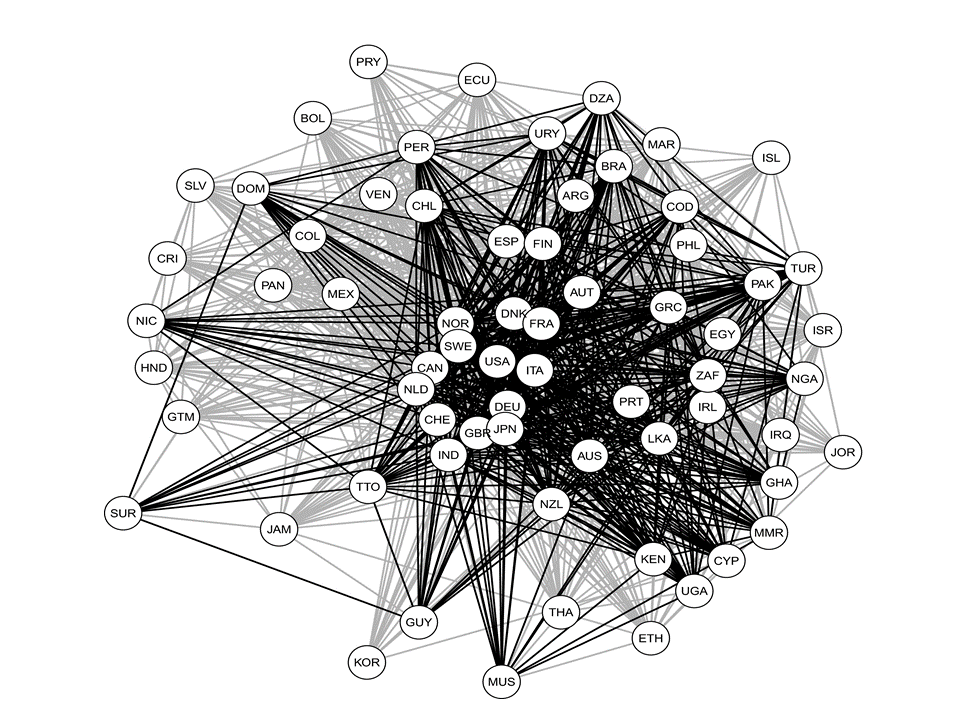 PRY
ECU
DZA
BOL
URY
PER
MAR
ISL
BRA
SLV
DOM
VEN
ARG
CHL
COD
COL
ESP
FIN
PHL
CRI
TUR
PAN
PAK
MEX
AUT
GRC
DNK
NIC
NOR
FRA
ISR
EGY
SWE
USA
HND
CAN
ITA
ZAF
NGA
NLD
PRT
DEU
IRL
GTM
CHE
GBR
JPN
IRQ
LKA
IND
AUS
JOR
TTO
GHA
NZL
SUR
JAM
MMR
KEN
CYP
UGA
THA
GUY
ETH
KOR
MUS